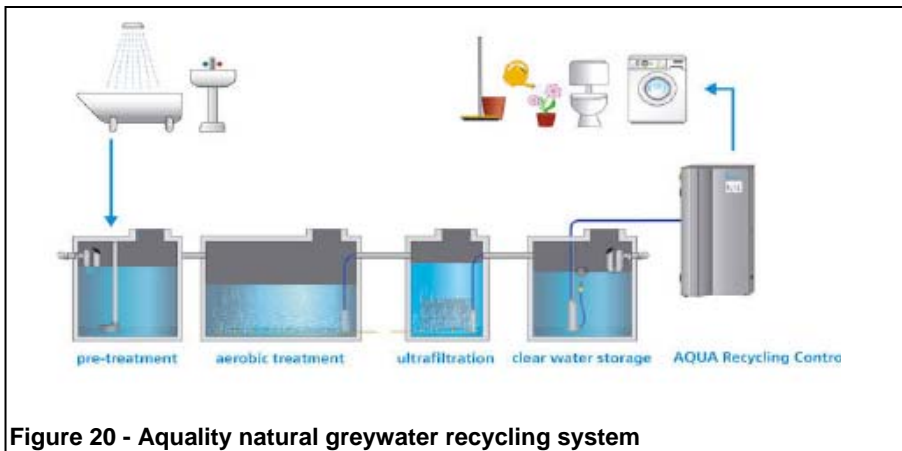 pre-treatment aerobic treatment ultrafiltration clear water storage AQUA Recycling Contro
Figure 20 - Aquality natural greywater recycling system